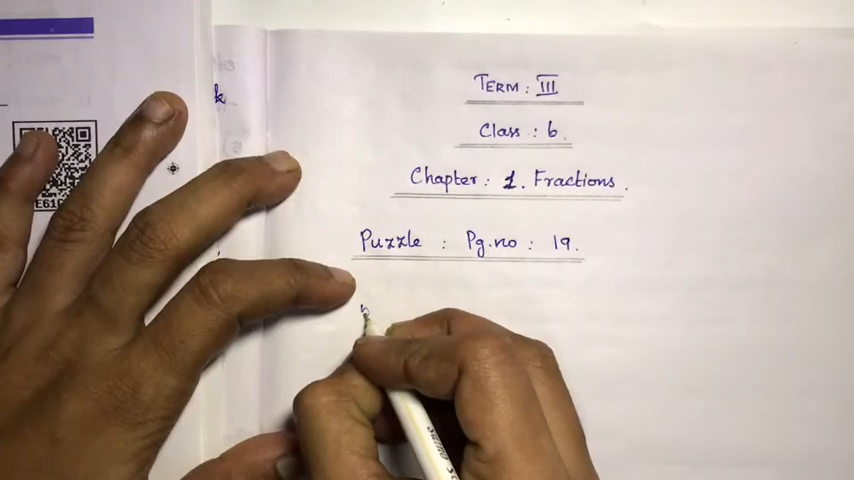 k
TERM : III
Class : 6.
Chapter : 1. Fractions.
Puzzle : Pg.no : 19.